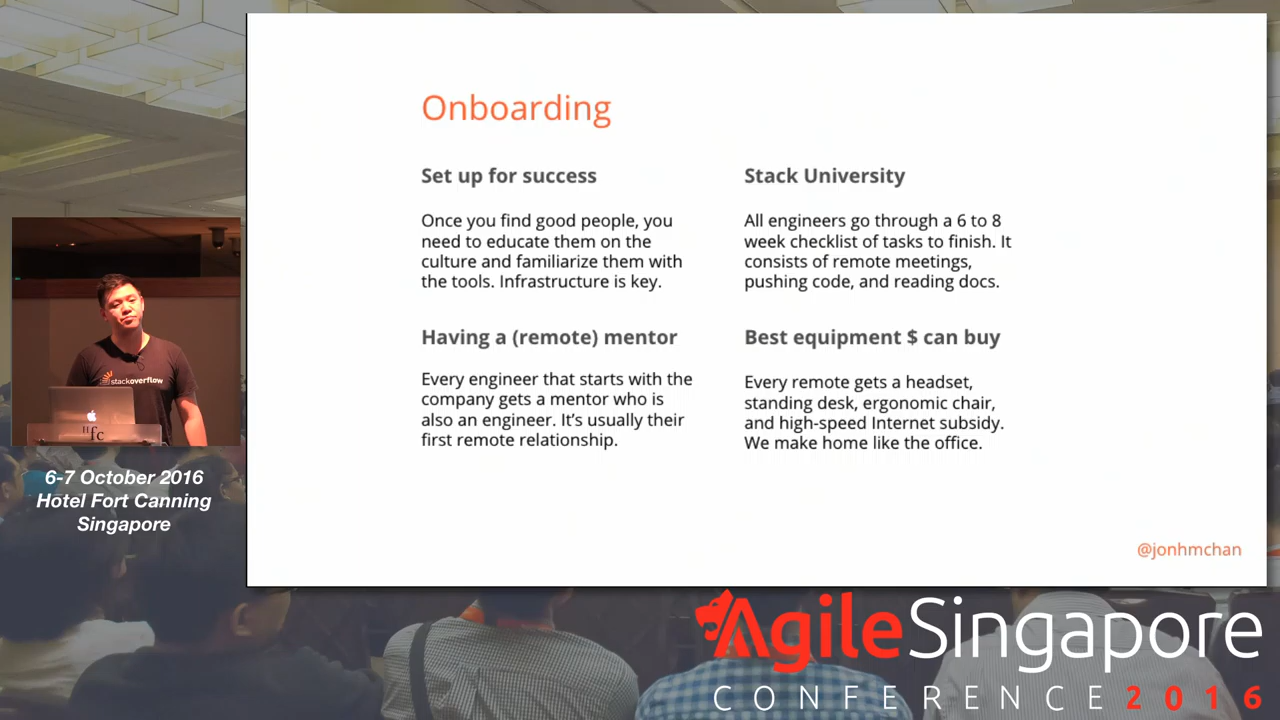 Onboarding
Set up for success
Once you find good people, you
need to educate them on the
culture and familiarize them with
the tools. Infrastructure is key.
Having a (remote) mentor
Every engineer that starts with the
company gets a mentor who is
also an engineer. It’s usually their
first remote relationship.
Stack University
All engineers go through a 6 to 8
week checklist of tasks to finish. It
consists of remote meetings,
pushing code, and reading docs.
Best equipment $ can buy
Every remote gets a headset,
standing desk, ergonomic chair,
and high-speed Internet subsidy.
We make home like the office.
@jonhmchan
stackoverflow
6-7 October 2016
Hotel Fort Canning
Singapore
AgileSingapore
CONFERENCE 2016